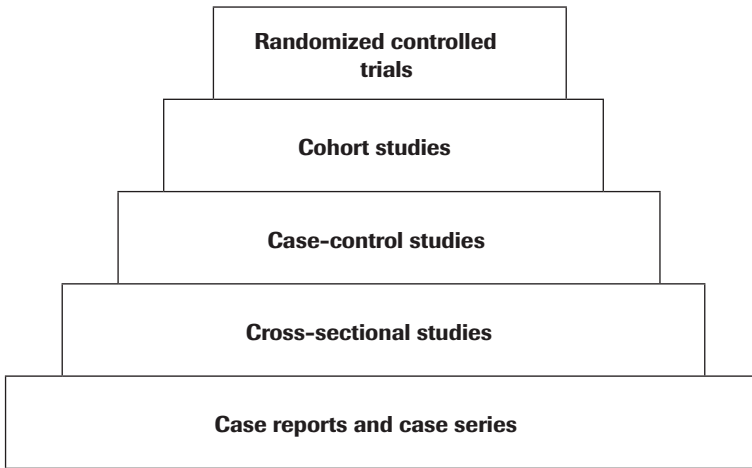 Randomized controlled
trials
Cohort studies
Case-control studies
Cross-sectional studies
Case reports and case series